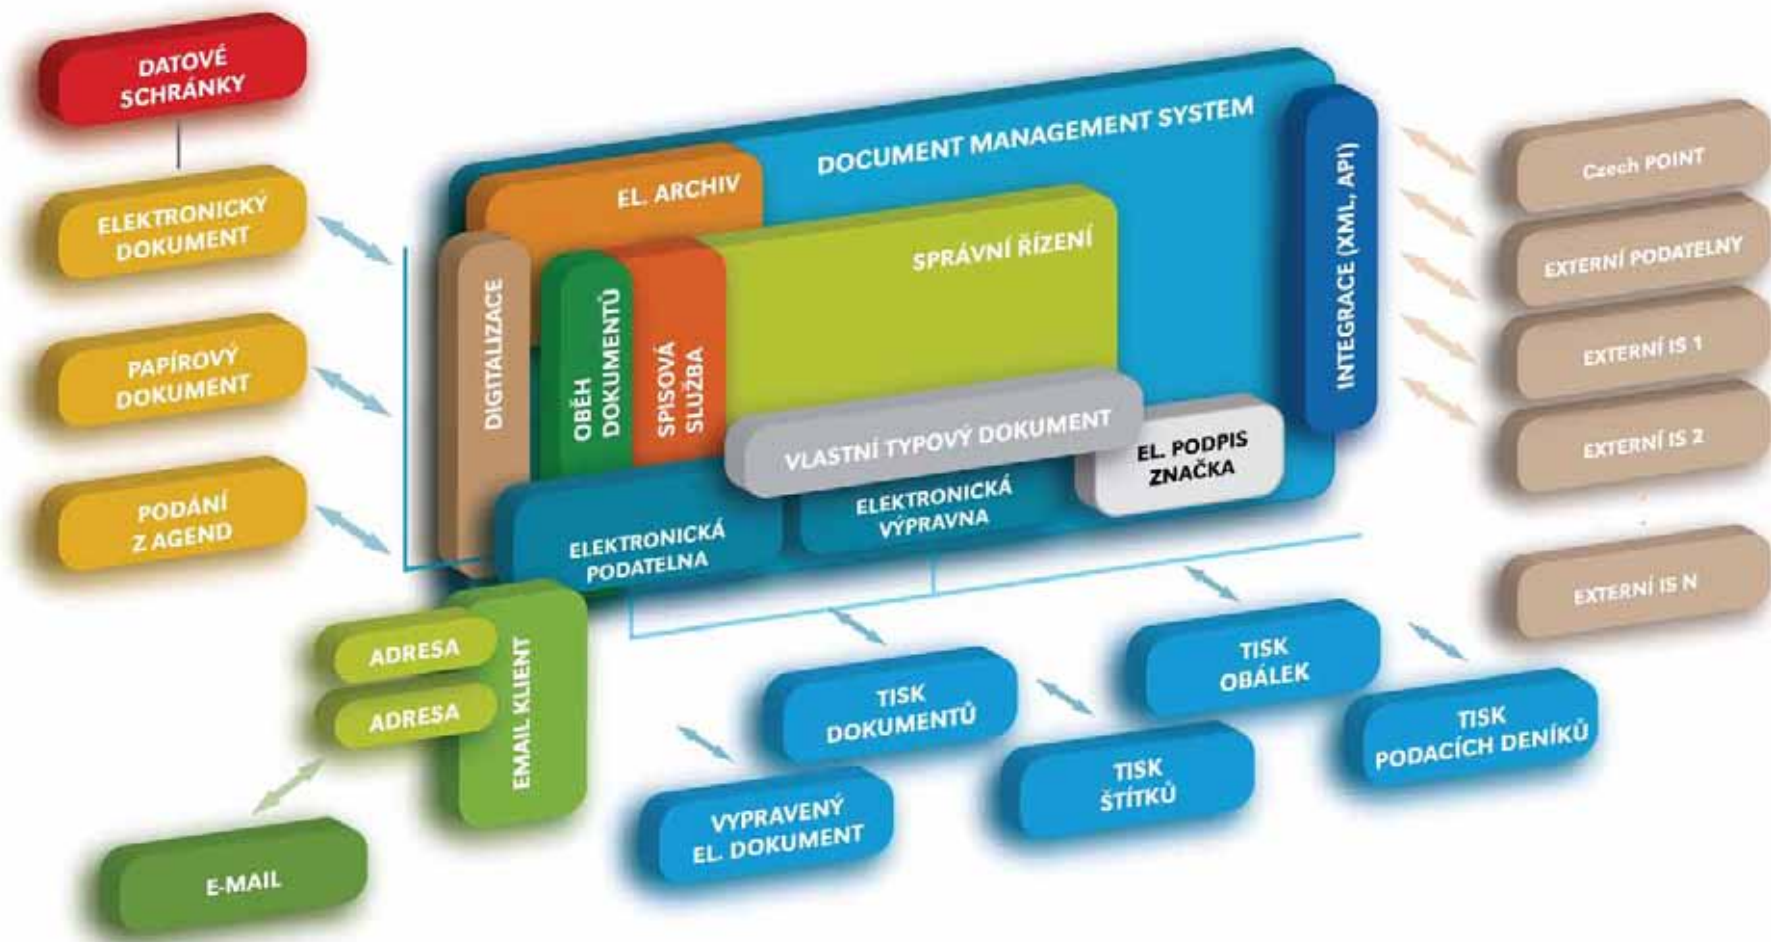 DATOVÉ
SCHRÁNKY
ELEKTRONICKÝ
DOKUMENT
PAPÍROVÝ
DOKUMENT
PODÁNÍ
Z AGEND
DOCUMENT MANAGEMENT SYSTEM
EL. ARCHIV
SPRÁVNÍ ŘÍZENÍ
DIGITALIZACE
OBĚH
DOKUMENTŮ
SPISOVÁ
SLUŽBA
VLASTNÍ TYPOVÝ DOKUMENT
EL. PODPIS
ZNAČKA
ELEKTRONICKÁ
PODATELNA
ELEKTRONICKÁ
VÝPRAVNA
INTEGRACE (XML, API)
Czech POINT
EXTERNÍ PODATELNY
EXTERNÍ IS 1
EXTERNÍ IS 2
EXTERNÍ IS N
ADRESA
ADRESA
EMAIL KLIENT
E-MAIL
TISK
DOKUMENTŮ
TISK
OBÁLEK
VYPRAVENÝ
EL. DOKUMENT
TISK
ŠTÍTKŮ
TISK
PODACÍCH DENÍKŮ